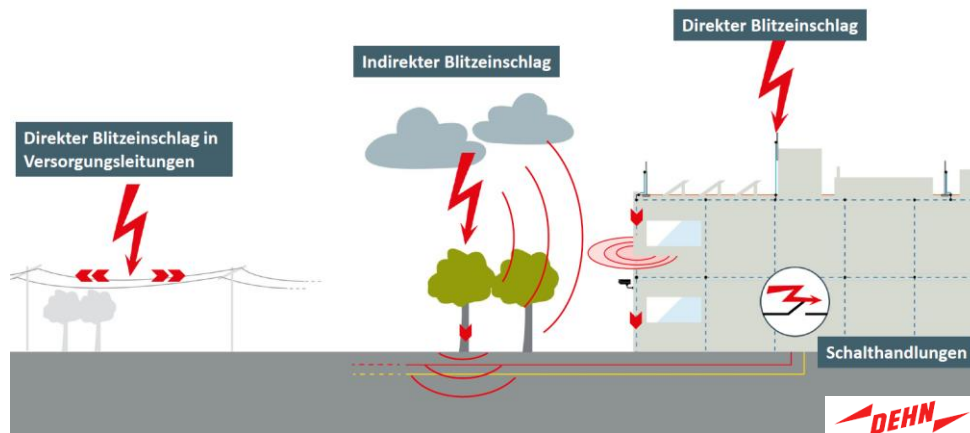 Direkter Blitzeinschlag
Indirekter Blitzeinschlag
Direkter Blitzeinschlag in
Versorgungsleitungen
Schalthandlungen
DEHN